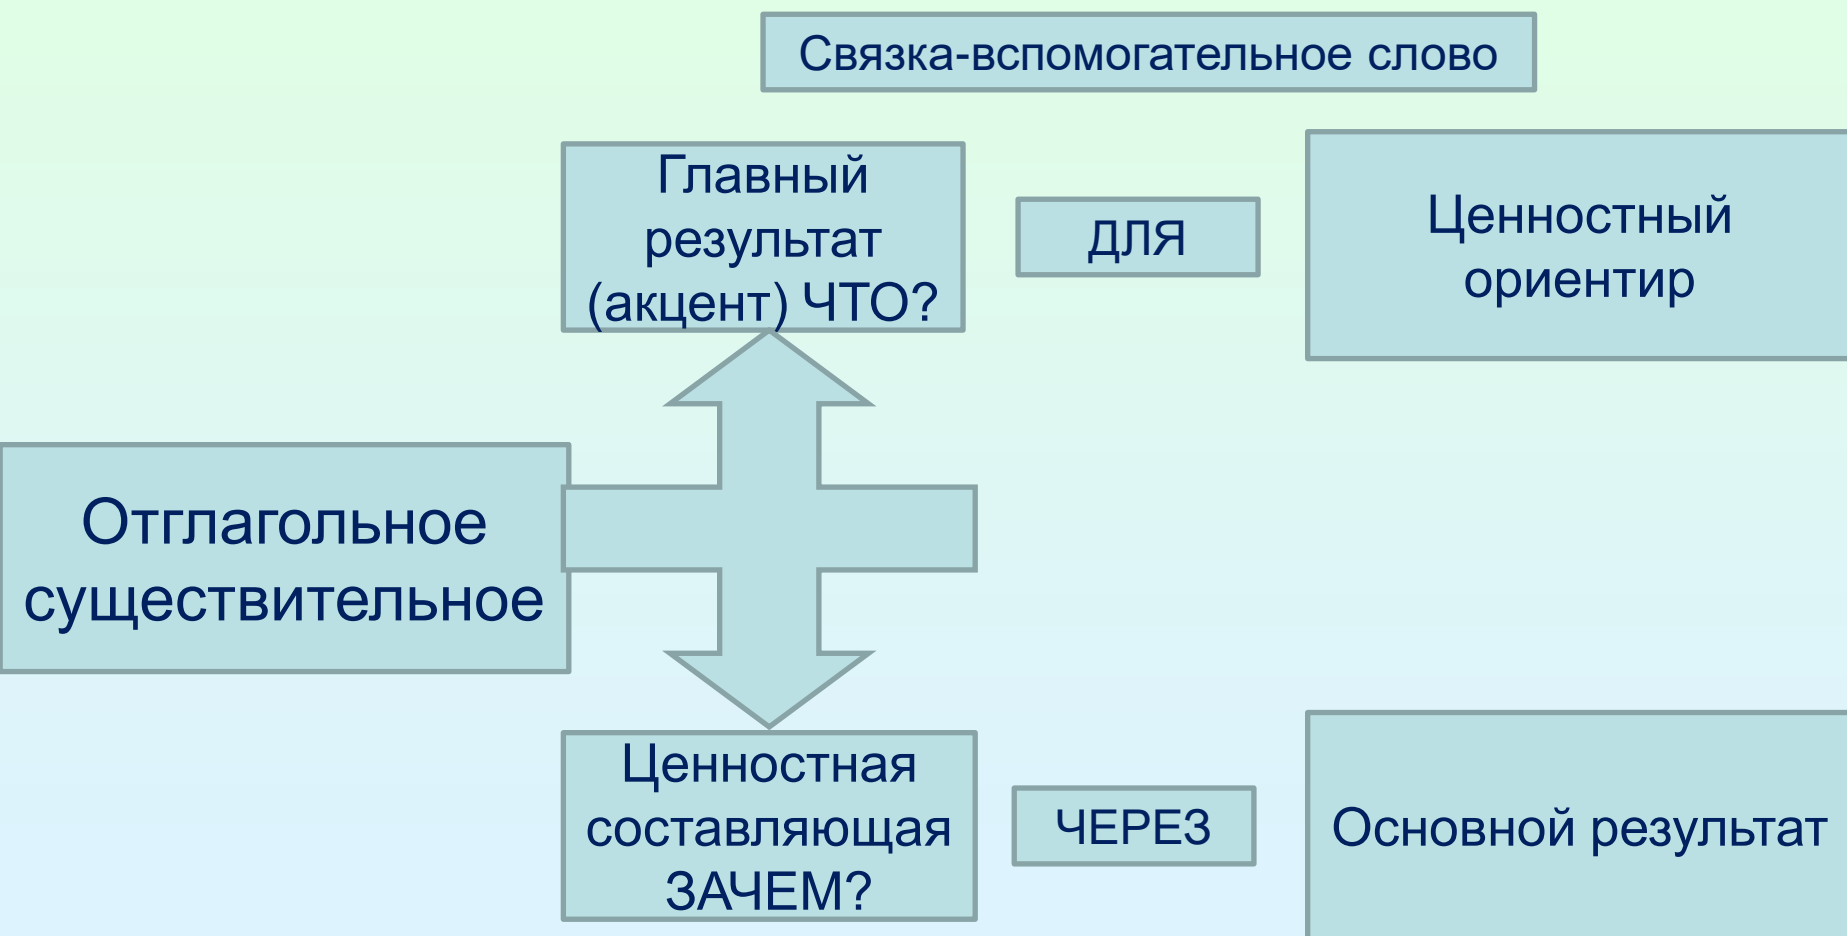 Связка-вспомогательное слово
Главный
результат
(акцент) ЧТО?
ДЛЯ
Ценностный
ориентир
Отглагольное
существительное
Ценностная
составляющая
ЗАЧЕМ?
ЧЕРЕЗ
Основной результат